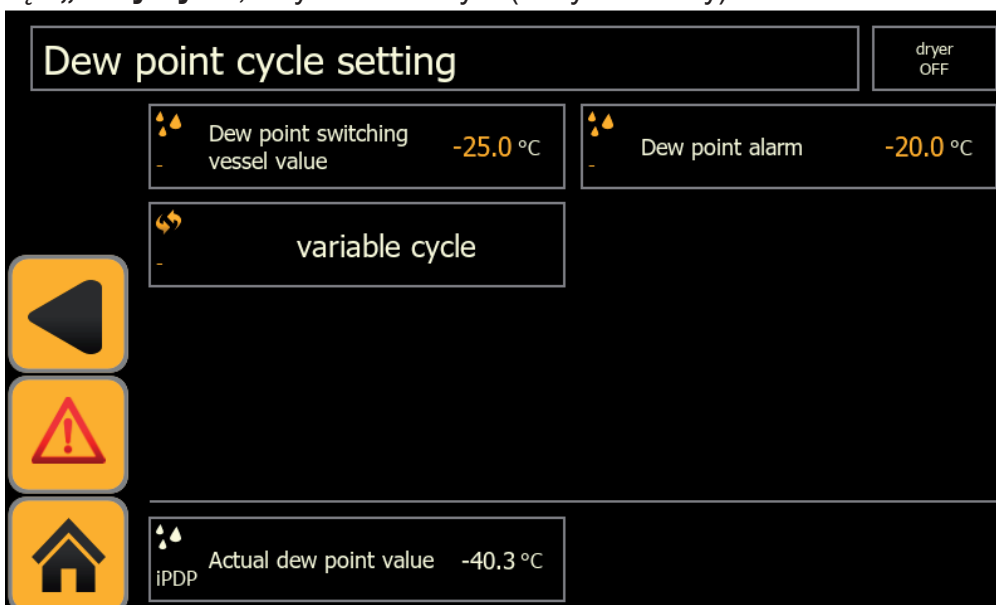 Dew point cycle setting
dryer
OFF
Dew point switching
vessel value
-25.0 °C
-
Dew point alarm
-20.0 °C
-
variable cycle
-
Actual dew point value
-40.3 °C
iPDP